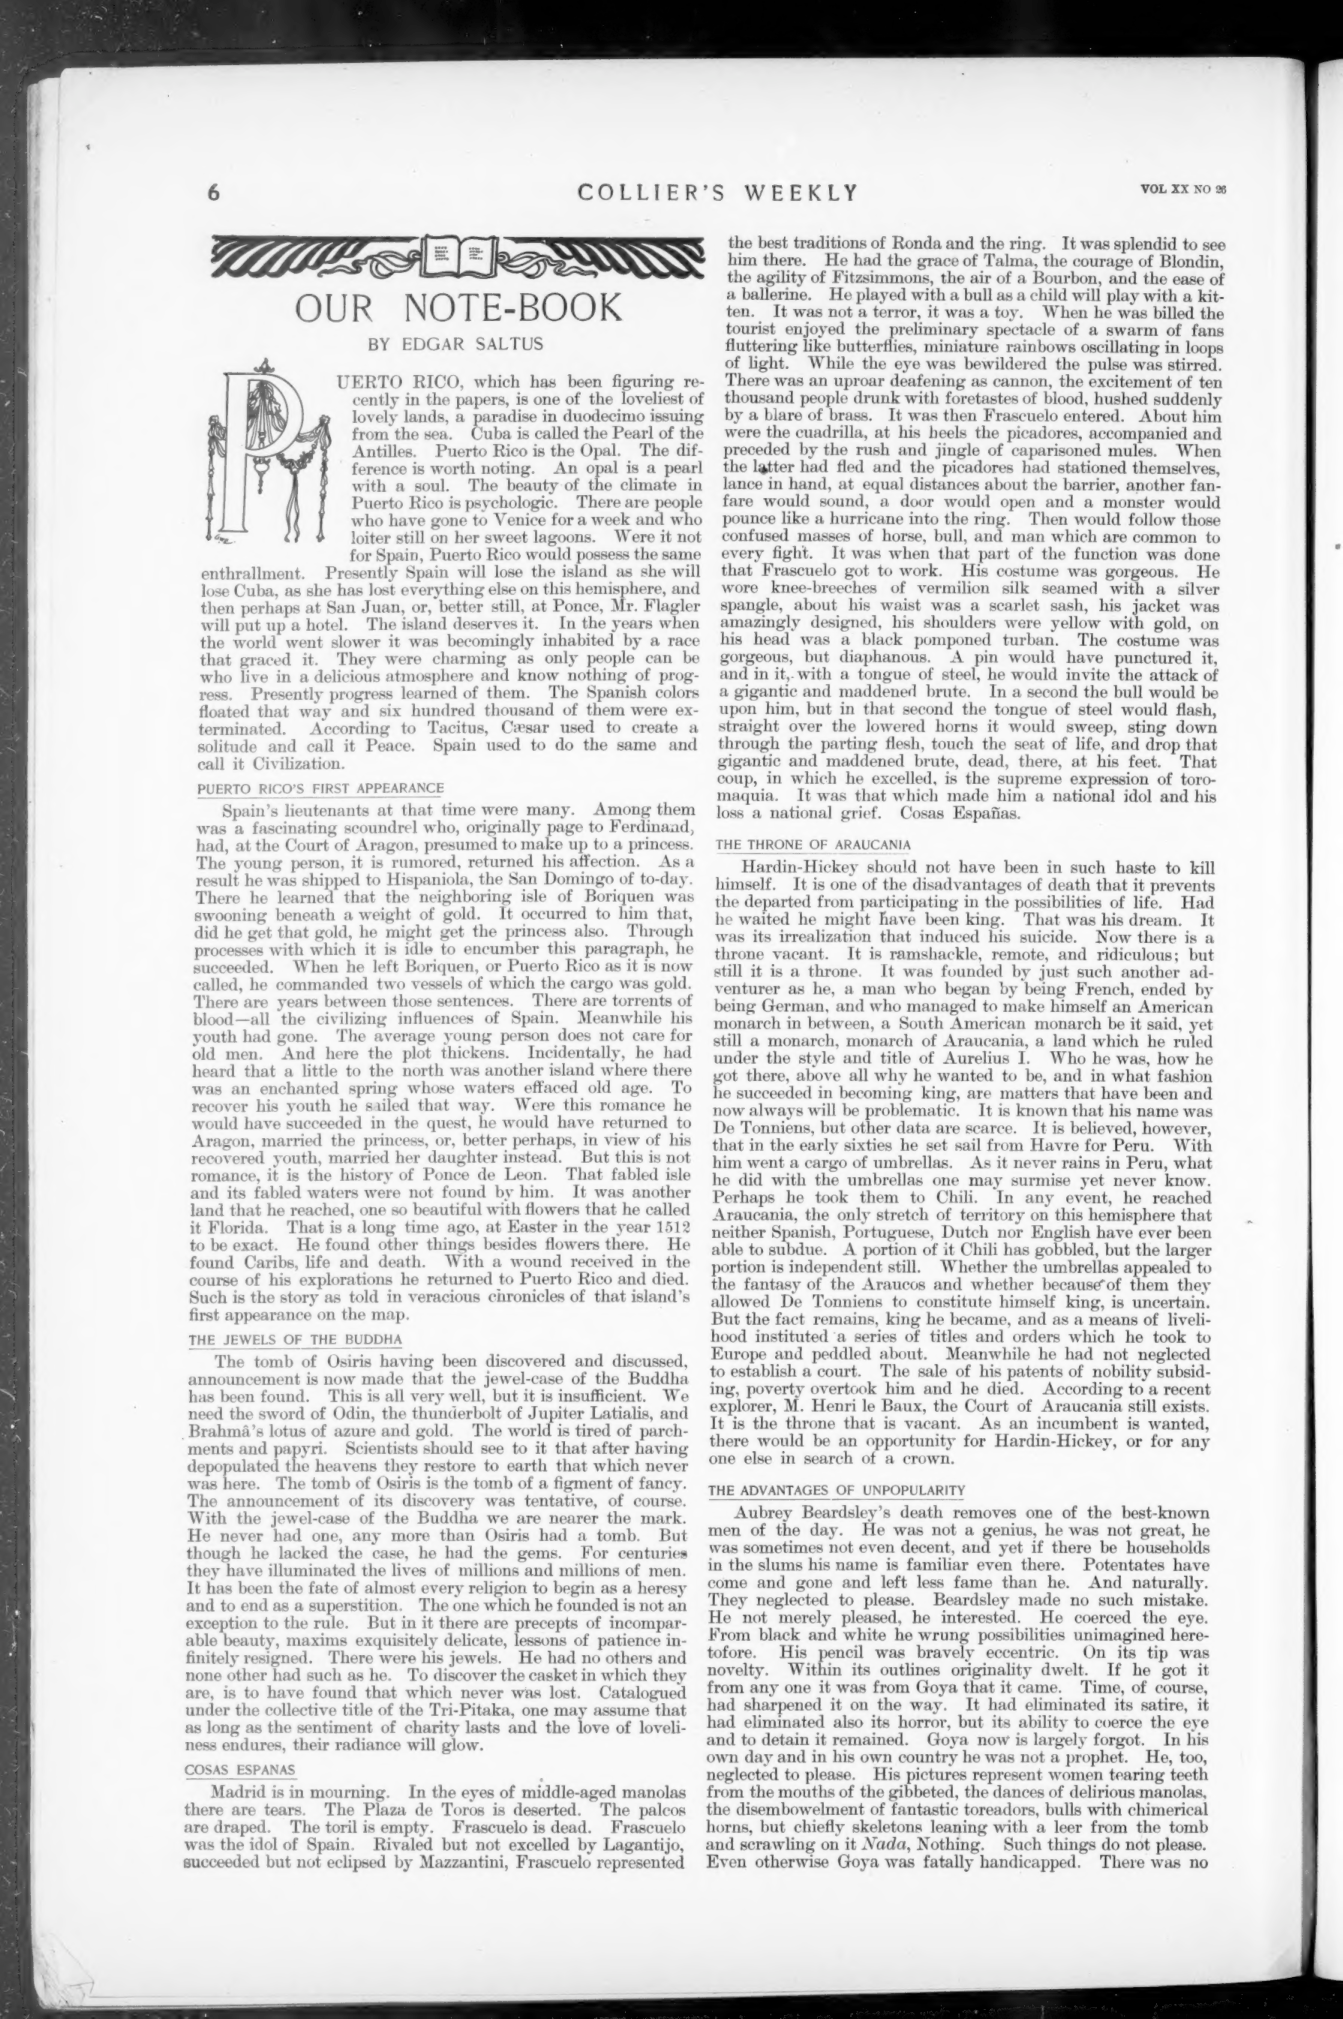 6
COLLIER'S WEEKLY
VOL XX NO 26
OUR NOTE-BOOK
BY EDGAR SALTUS
PUERTO RICO, which has been figuring re-
cently in the papers, is one of the loveliest of
lovely lands, a paradise in duodecimo issuing
from the sea. Cuba is called the Pearl of the
Antilles. Puerto Rico is the Opal. The dif-
ference is worth noting. An opal is a pearl
with a soul. The beauty of the climate in
Puerto Rico is psychologic. There are people
who have gone to Venice for a week and who
loiter still on her sweet lagoons. Were it not
for Spain, Puerto Rico would possess the same
enthrallment. Presently Spain will lose the island as she will
lose Cuba, as she has lost everything else on this hemisphere, and
then perhaps at San Juan, or, better still, at Ponce, Mr. Flagler
will put up a hotel. The island deserves it. In the years when
the world went slower it was becomingly inhabited by a race
that graced it. They were charming as only people can be
who live in a delicious atmosphere and know nothing of prog-
ress. Presently progress learned of them. The Spanish colors
floated that way and six hundred thousand of them were ex-
terminated. According to Tacitus, Cæsar used to create a
solitude and call it Peace. Spain used to do the same and
call it Civilization.
PUERTO RICO'S FIRST APPEARANCE
Spain's lieutenants at that time were many. Among them
was a fascinating scoundrel who, originally page to Ferdinand,
had, at the Court of Aragon, presumed to make up to a princess.
The young person, it is rumored, returned his affection. As a
result he was shipped to Hispaniola, the San Domingo of to-day.
There he learned that the neighboring isle of Boriquen was
swooning beneath a weight of gold. It occurred to him that,
did he get that gold, he might get the princess also. Through
processes with which it is idle to encumber this paragraph, he
succeeded. When he left Boriquen, or Puerto Rico as it is now
called, he commanded two vessels of which the cargo was gold.
There are years between those sentences. There are torrents of
blood—all the civilizing influences of Spain. Meanwhile his
youth had gone. The average young person does not care for
old men. And here the plot thickens. Incidentally, he had
heard that a little to the north was another island where there
was an enchanted spring whose waters effaced old age. To
recover his youth he sailed that way. Were this romance he
would have succeeded in the quest, he would have returned to
Aragon, married the princess, or, better perhaps, in view of his
recovered youth, married her daughter instead. But this is not
romance, it is the history of Ponce de Leon. That fabled isle
and its fabled waters were not found by him. It was another
land that he reached, one so beautiful with flowers that he called
it Florida. That is a long time ago, at Easter in the year 1512
to be exact. He found other things besides flowers there. He
found Caribs, life and death. With a wound received in the
course of his explorations he returned to Puerto Rico and died.
Such is the story as told in veracious chronicles of that island's
first appearance on the map.
THE JEWELS OF THE BUDDHA
The tomb of Osiris having been discovered and discussed,
announcement is now made that the jewel-case of the Buddha
has been found. This is all very well, but it is insufficient. We
need the sword of Odin, the thunderbolt of Jupiter Latialis, and
Brahmâ's lotus of azure and gold. The world is tired of parch-
ments and papyri. Scientists should see to it that after having
depopulated the heavens they restore to earth that which never
was here. The tomb of Osiris is the tomb of a figment of fancy.
The announcement of its discovery was tentative, of course.
With the jewel-case of the Buddha we are nearer the mark.
He never had one, any more than Osiris had a tomb. But
though he lacked the case, he had the gems. For centuries
they have illuminated the lives of millions and millions of men.
It has been the fate of almost every religion to begin as a heresy
and to end as a superstition. The one which he founded is not an
exception to the rule. But in it there are precepts of incompar-
able beauty, maxims exquisitely delicate, lessons of patience in-
finitely resigned. There were his jewels. He had no others and
none other had such as he. To discover the casket in which they
are, is to have found that which never was lost. Catalogued
under the collective title of the Tri-Pitaka, one may assume that
as long as the sentiment of charity lasts and the love of loveli-
ness endures, their radiance will glow.
COSAS ESPANAS
Madrid is in mourning. In the eyes of middle-aged manolas
there are tears. The Plaza de Toros is deserted. The palcos
are draped. The toril is empty. Frascuelo is dead. Frascuelo
was the idol of Spain. Rivaled but not excelled by Lagantijo,
succeeded but not eclipsed by Mazzantini, Frascuelo represented
the best traditions of Ronda and the ring. It was splendid to see
him there. He had the grace of Talma, the courage of Blondin,
the agility of Fitzsimmons, the air of a Bourbon, and the ease of
a ballerine. He played with a bull as a child will play with a kit-
ten. It was not a terror, it was a toy. When he was billed the
tourist enjoyed the preliminary spectacle of a swarm of fans
fluttering like butterflies, miniature rainbows oscillating in loops
of light. While the eye was bewildered the pulse was stirred.
There was an uproar deafening as cannon, the excitement of ten
thousand people drunk with foretastes of blood, hushed suddenly
by a blare of brass. It was then Frascuelo entered. About him
were the cuadrilla, at his heels the picadores, accompanied and
preceded by the rush and jingle of caparisoned mules. When
the latter had fled and the picadores had stationed themselves,
lance in hand, at equal distances about the barrier, another fan-
fare would sound, a door would open and a monster would
pounce like a hurricane into the ring. Then would follow those
confused masses of horse, bull, and man which are common to
every fight. It was when that part of the function was done
that Frascuelo got to work. His costume was gorgeous. He
wore knee-breeches of vermilion silk seamed with a silver
spangle, about his waist was a scarlet sash, his jacket was
amazingly designed, his shoulders were yellow with gold, on
his head was a black pomponed turban. The costume was
gorgeous, but diaphanous. A pin would have punctured it,
and in it, with a tongue of steel, he would invite the attack of
a gigantic and maddened brute. In a second the bull would be
upon him, but in that second the tongue of steel would flash,
straight over the lowered horns it would sweep, sting down
through the parting flesh, touch the seat of life, and drop that
gigantic and maddened brute, dead, there, at his feet. That
coup, in which he excelled, is the supreme expression of toro-
maquia. It was that which made him a national idol and his
loss a national grief. Cosas Españas.
THE THRONE OF ARAUCANIA
Hardin-Hickey should not have been in such haste to kill
himself. It is one of the disadvantages of death that it prevents
the departed from participating in the possibilities of life. Had
he waited he might have been king. That was his dream. It
was its irrealization that induced his suicide. Now there is a
throne vacant. It is ramshackle, remote, and ridiculous; but
still it is a throne. It was founded by just such another ad-
venturer as he, a man who began by being French, ended by
being German, and who managed to make himself an American
monarch in between, a South American monarch be it said, yet
still a monarch, monarch of Araucania, a land which he ruled
under the style and title of Aurelius I. Who he was, how he
got there, above all why he wanted to be, and in what fashion
he succeeded in becoming king, are matters that have been and
now always will be problematic. It is known that his name was
De Tonniens, but other data are scarce. It is believed, however,
that in the early sixties he set sail from Havre for Peru. With
him went a cargo of umbrellas. As it never rains in Peru, what
he did with the umbrellas one may surmise yet never know.
Perhaps he took them to Chili. In any event, he reached
Araucania, the only stretch of territory on this hemisphere that
neither Spanish, Portuguese, Dutch nor English have ever been
able to subdue. A portion of it Chili has gobbled, but the larger
portion is independent still. Whether the umbrellas appealed to
the fantasy of the Araucos and whether because of them they
allowed De Tonniens to constitute himself king, is uncertain.
But the fact remains, king he became, and as a means of liveli-
hood instituted a series of titles and orders which he took to
Europe and peddled about. Meanwhile he had not neglected
to establish a court. The sale of his patents of nobility subsid-
ing, poverty overtook him and he died. According to a recent
explorer, M. Henri le Baux, the Court of Araucania still exists.
It is the throne that is vacant. As an incumbent is wanted,
there would be an opportunity for Hardin-Hickey, or for any
one else in search of a crown.
THE ADVANTAGES OF UNPOPULARITY
Aubrey Beardsley's death removes one of the best-known
men of the day. He was not a genius, he was not great, he
was sometimes not even decent, and yet if there be households
in the slums his name is familiar even there. Potentates have
come and gone and left less fame than he. And naturally.
They neglected to please. Beardsley made no such mistake.
He not merely pleased, he interested. He coerced the eye.
From black and white he wrung possibilities unimagined here-
tofore. His pencil was bravely eccentric. On its tip was
novelty. Within its outlines originality dwelt. If he got it
from any one it was from Goya that it came. Time, of course,
had sharpened it on the way. It had eliminated its satire, it
had eliminated also its horror, but its ability to coerce the eye
and to detain it remained. Goya now is largely forgot. In his
own day and in his own country he was not a prophet. He, too,
neglected to please. His pictures represent women tearing teeth
from the mouths of the gibbeted, the dances of delirious manolas,
the disembowelment of fantastic toreadors, bulls with chimerical
horns, but chiefly skeletons leaning with a leer from the tomb
and scrawling on it Nada, Nothing. Such things do not please.
Even otherwise Goya was fatally handicapped. There was no